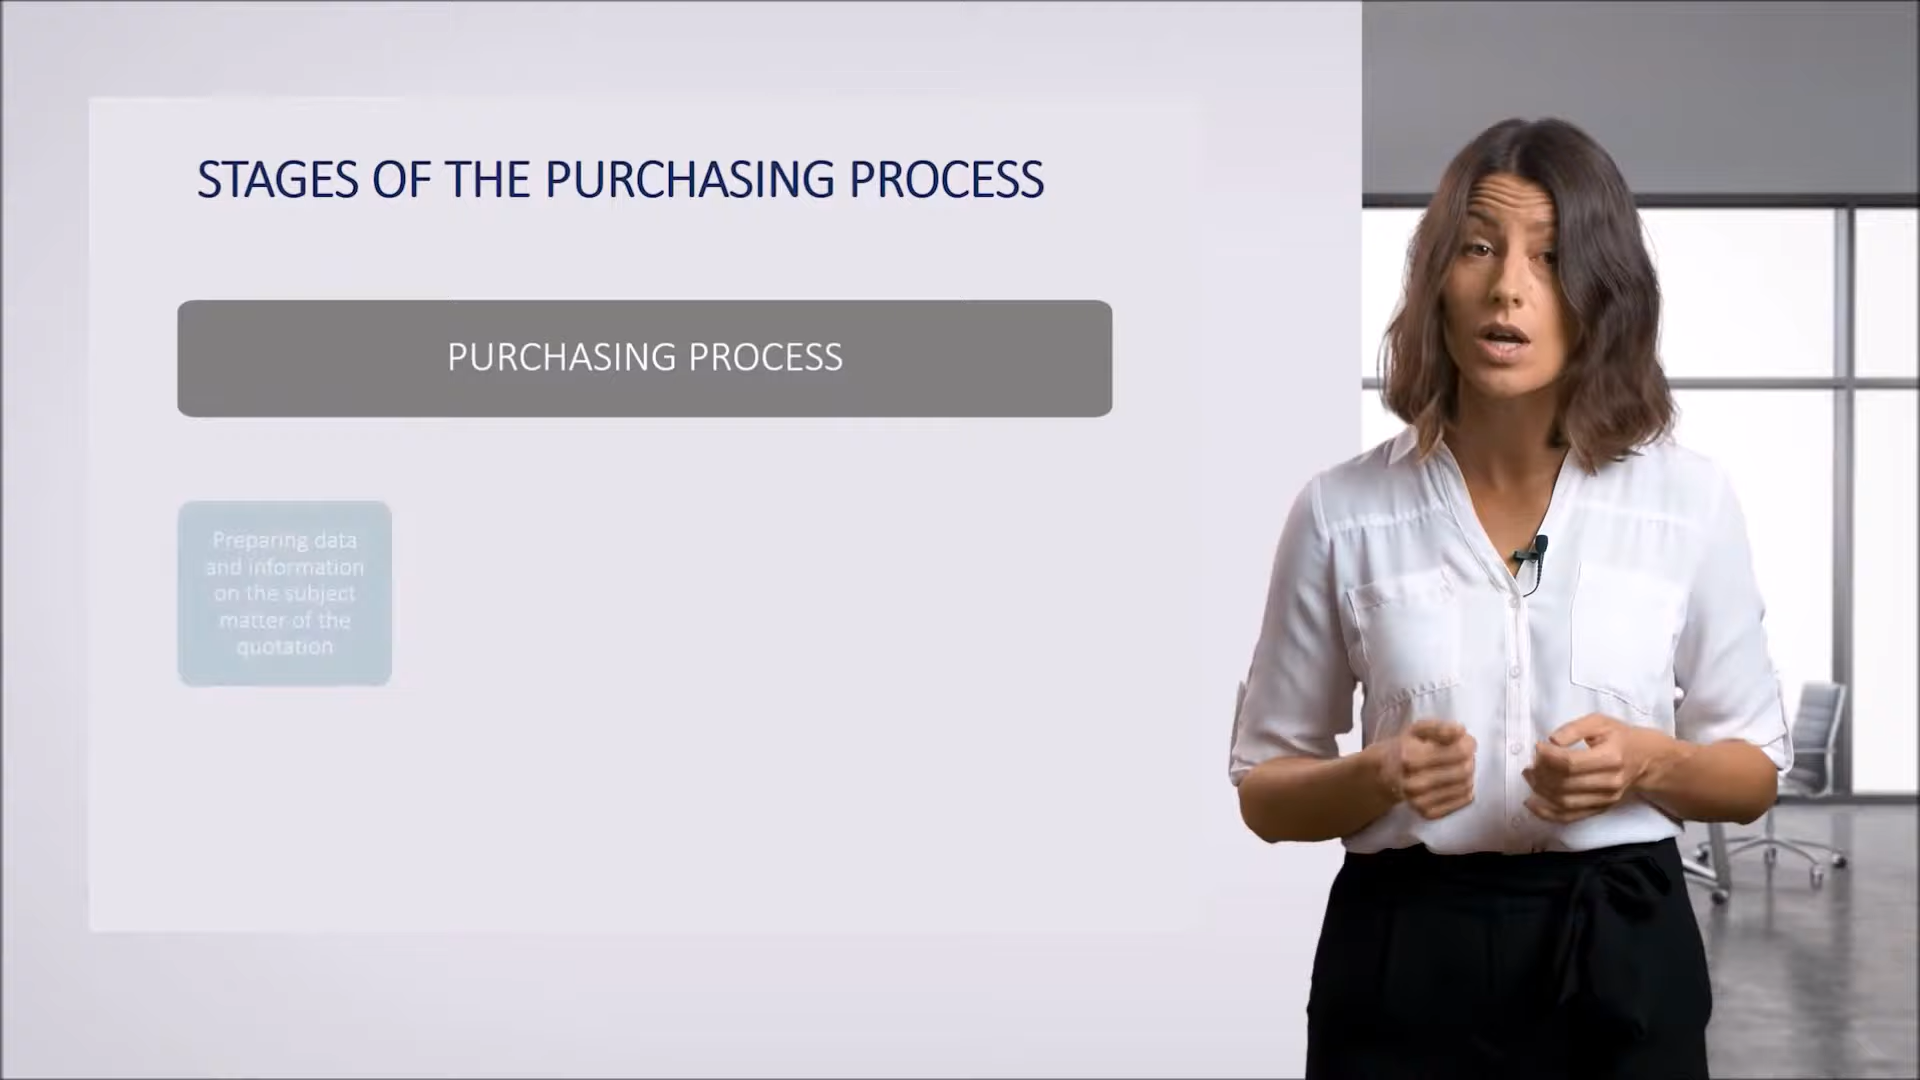 STAGES OF THE PURCHASING PROCESS
PURCHASING PROCESS
Preparing data
and information
on the subject
matter of the
quotation